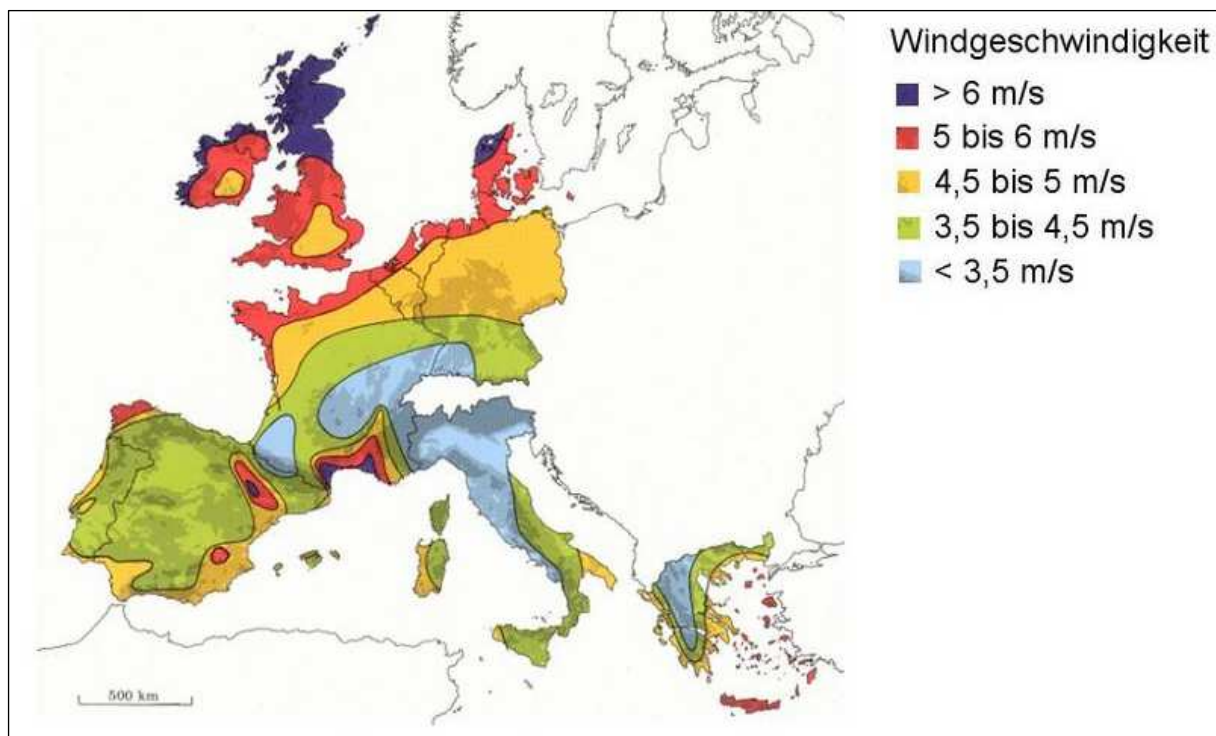 Windgeschwindigkeit
> 6 m/s
5 bis 6 m/s
4,5 bis 5 m/s
3,5 bis 4,5 m/s
< 3,5 m/s
500 km